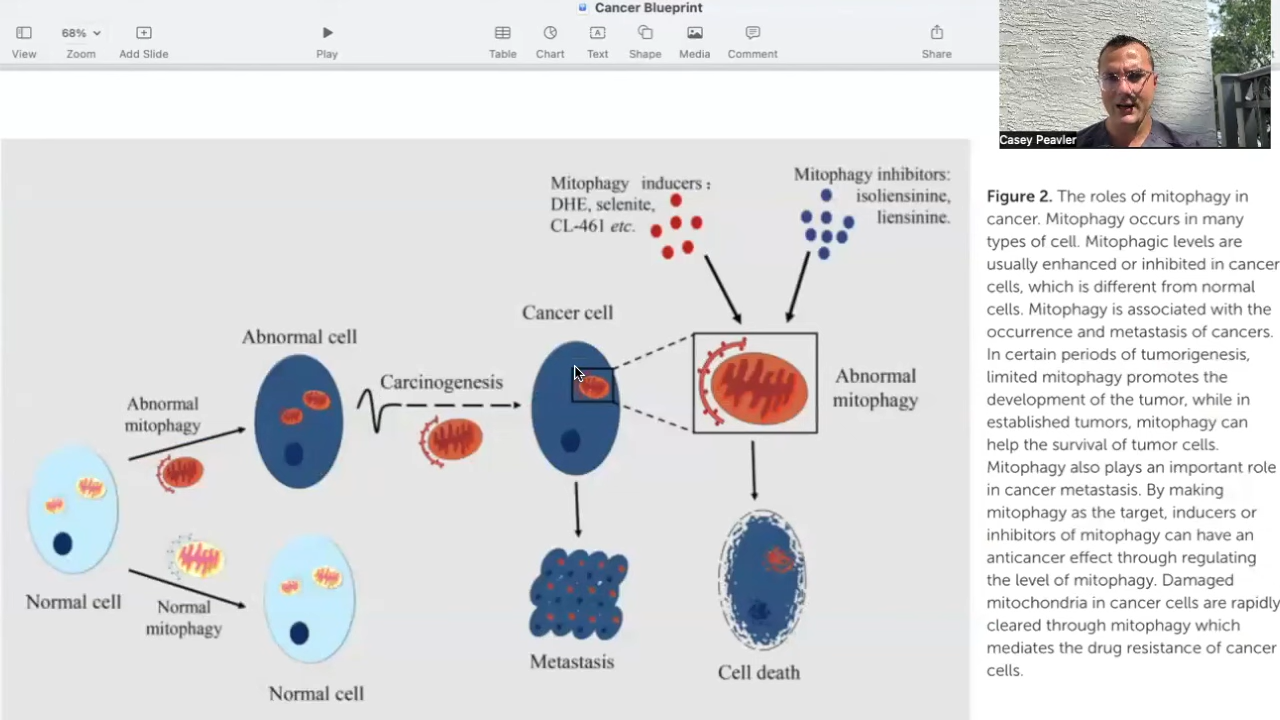 Cancer Blueprint
68%
View
Zoom
Add Slide
Play
Table
Chart
Text
Shape
Media
Comment
Share
Casey Peavler
Mitophagy inducers :
DHE, selenite,
CL-461 etc.
Mitophagy inhibitors:
isoliensinine,
liensinine.
Cancer cell
Abnormal cell
Carcinogenesis
Abnormal
mitophagy
Abnormal
mitophagy
Normal cell
Normal
mitophagy
Normal cell
Metastasis
Cell death
Figure 2. The roles of mitophagy in
cancer. Mitophagy occurs in many
types of cell. Mitophagic levels are
usually enhanced or inhibited in cancer
cells, which is different from normal
cells. Mitophagy is associated with the
occurrence and metastasis of cancers.
In certain periods of tumorigenesis,
limited mitophagy promotes the
development of the tumor, while in
established tumors, mitophagy can
help the survival of tumor cells.
Mitophagy also plays an important role
in cancer metastasis. By making
mitophagy as the target, inducers or
inhibitors of mitophagy can have an
anticancer effect through regulating
the level of mitophagy. Damaged
mitochondria in cancer cells are rapidly
cleared through mitophagy which
mediates the drug resistance of cancer
cells.